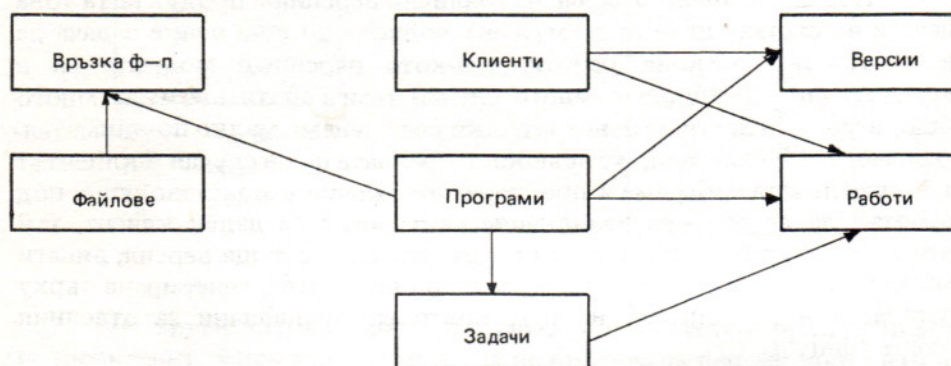 Връзка ф–п
Клиенти
Версии
Файлове
Програми
Работи
Задачи